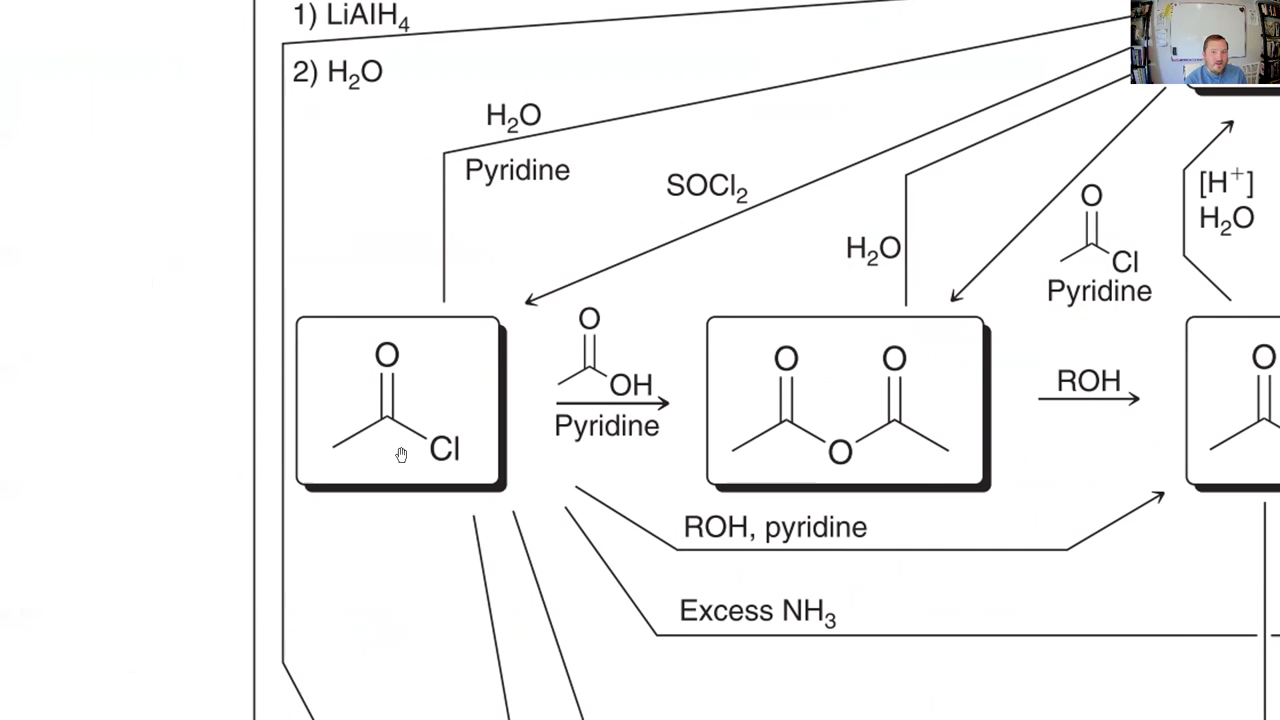 1) LiAlH₄
2) H₂O
H₂O
Pyridine
SOCl₂
H₂O
O
Cl
Pyridine
[H⁺]
H₂O
O
Cl
O
OH
Pyridine
O O
O
ROH
O
ROH, pyridine
Excess NH₃